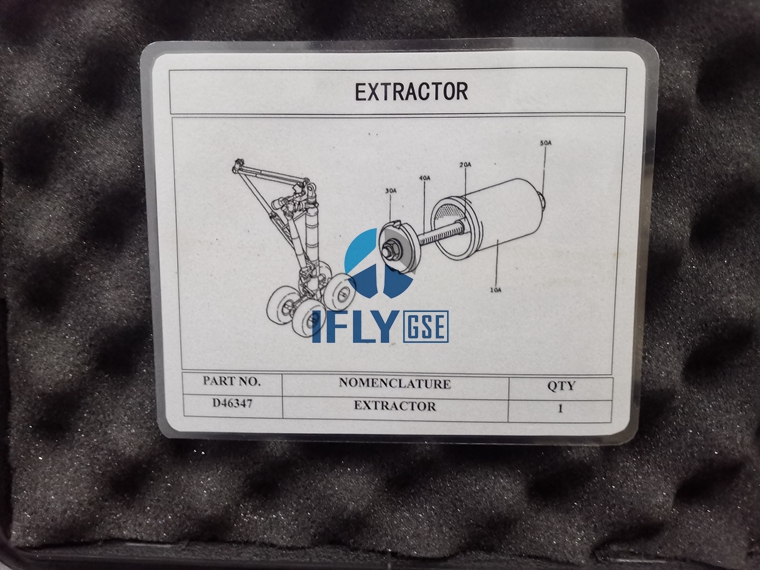 EXTRACTOR
50A
20A
40A
30A
10A
IFLY GSE
PART NO. NOMENCLATURE QTY
D46347 EXTRACTOR 1